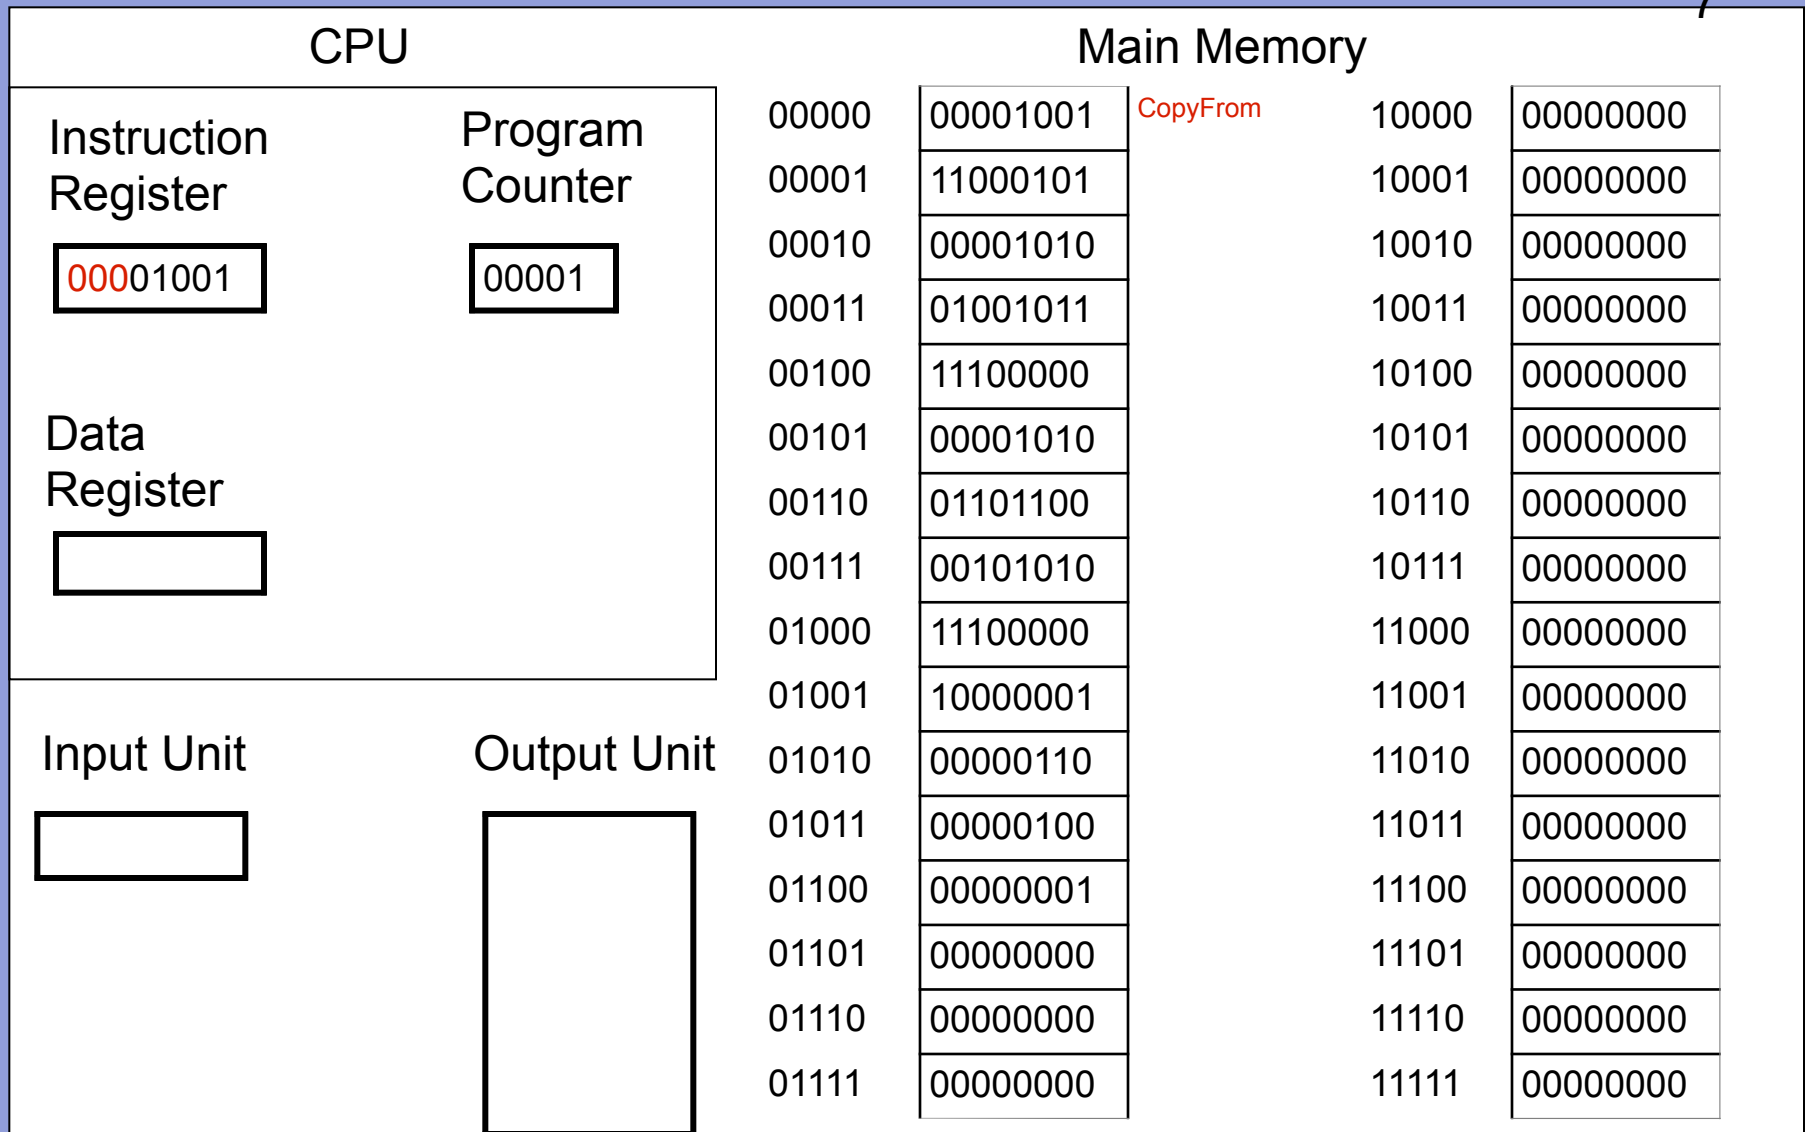 7
CPU
Main Memory
Instruction
Register
Program
Counter
00001001
00001
Data
Register
Input Unit
Output Unit
00000 00001001 CopyFrom 10000 00000000
00001 11000101 10001 00000000
00010 00001010 10010 00000000
00011 01001011 10011 00000000
00100 11100000 10100 00000000
00101 00001010 10101 00000000
00110 01101100 10110 00000000
00111 00101010 10111 00000000
01000 11100000 11000 00000000
01001 10000001 11001 00000000
01010 00000110 11010 00000000
01011 00000100 11011 00000000
01100 00000001 11100 00000000
01101 00000000 11101 00000000
01110 00000000 11110 00000000
01111 00000000 11111 00000000